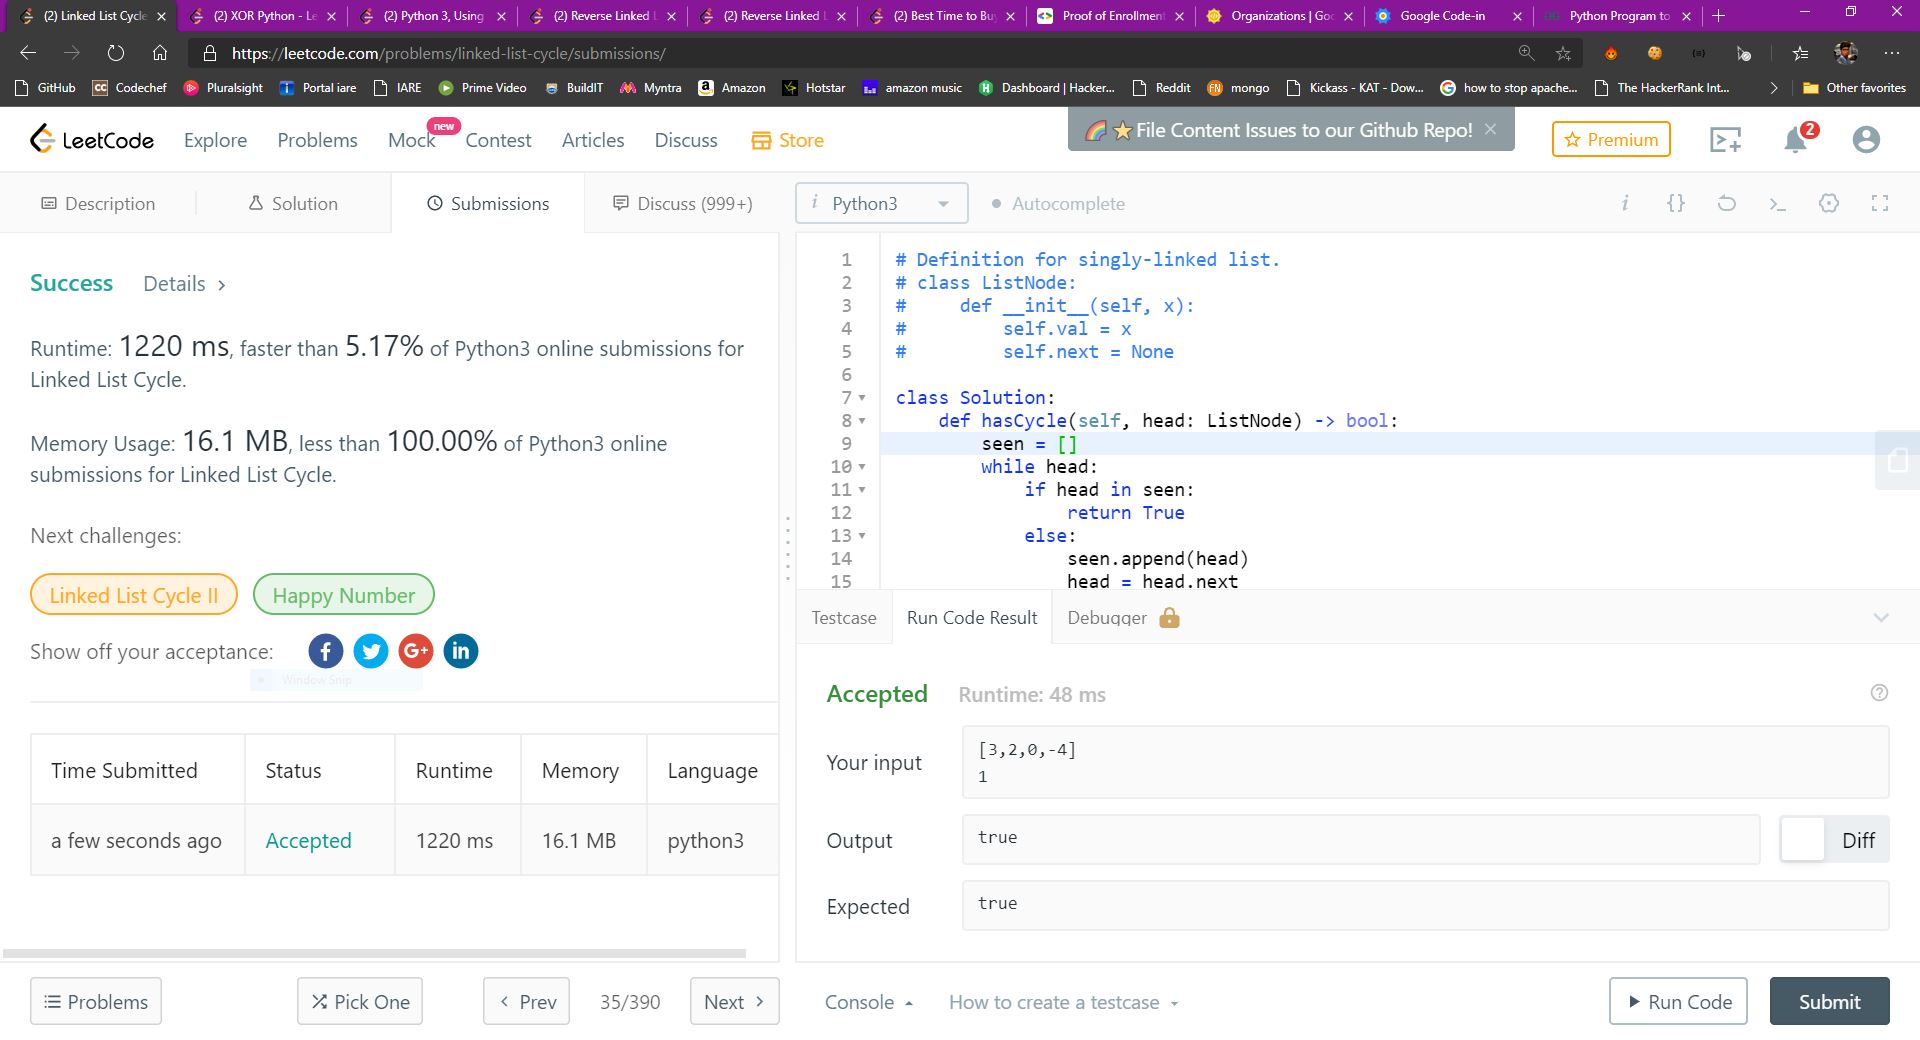 (2) Linked List Cycle
(2) XOR Python - Le
(2) Python 3, Using
(2) Reverse Linked L
(2) Reverse Linked L
(2) Best Time to Bu
Proof of Enrollment
Organizations | Goo
Google Code-in
Python Program to
https://leetcode.com/problems/linked-list-cycle/submissions/
GitHub
Codechef
Pluralsight
Portal iare
IARE
Prime Video
BuildIT
Myntra
Amazon
Hotstar
amazon music
Dashboard | Hacker...
Reddit
mongo
Kickass - KAT - Dow...
how to stop apache...
The HackerRank Int...
Other favorites
LeetCode
Explore
Problems
Mock
new
Contest
Articles
Discuss
Store
File Content Issues to our Github Repo!
Premium
2
Description
Solution
Submissions
Discuss (999+)
Success Details >
Runtime: 1220 ms, faster than 5.17% of Python3 online submissions for
Linked List Cycle.
Memory Usage: 16.1 MB, less than 100.00% of Python3 online
submissions for Linked List Cycle.
Next challenges:
Linked List Cycle II
Happy Number
Show off your acceptance:
Window Snip
Time Submitted Status Runtime Memory Language
a few seconds ago Accepted 1220 ms 16.1 MB python3
Problems
Pick One
Prev
35/390
Next
i Python3
Autocomplete
i {} >_
1 # Definition for singly-linked list.
2 # class ListNode:
3 #     def __init__(self, x):
4 #         self.val = x
5 #         self.next = None
6
7 class Solution:
8     def hasCycle(self, head: ListNode) -> bool:
9         seen = []
10         while head:
11             if head in seen:
12                 return True
13             else:
14                 seen.append(head)
15                 head = head.next
Testcase
Run Code Result
Debugger
Accepted Runtime: 48 ms
Your input
[3,2,0,-4]
1
Output
true
Diff
Expected
true
Console
How to create a testcase
Run Code
Submit